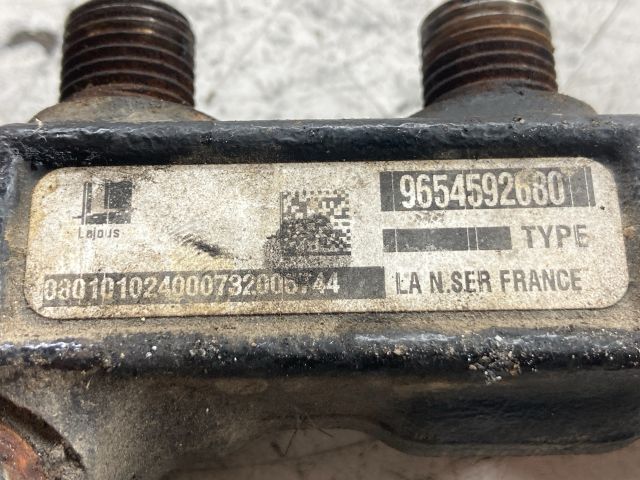 Lejous
9654592680
TYPE
LA N.SER FRANCE